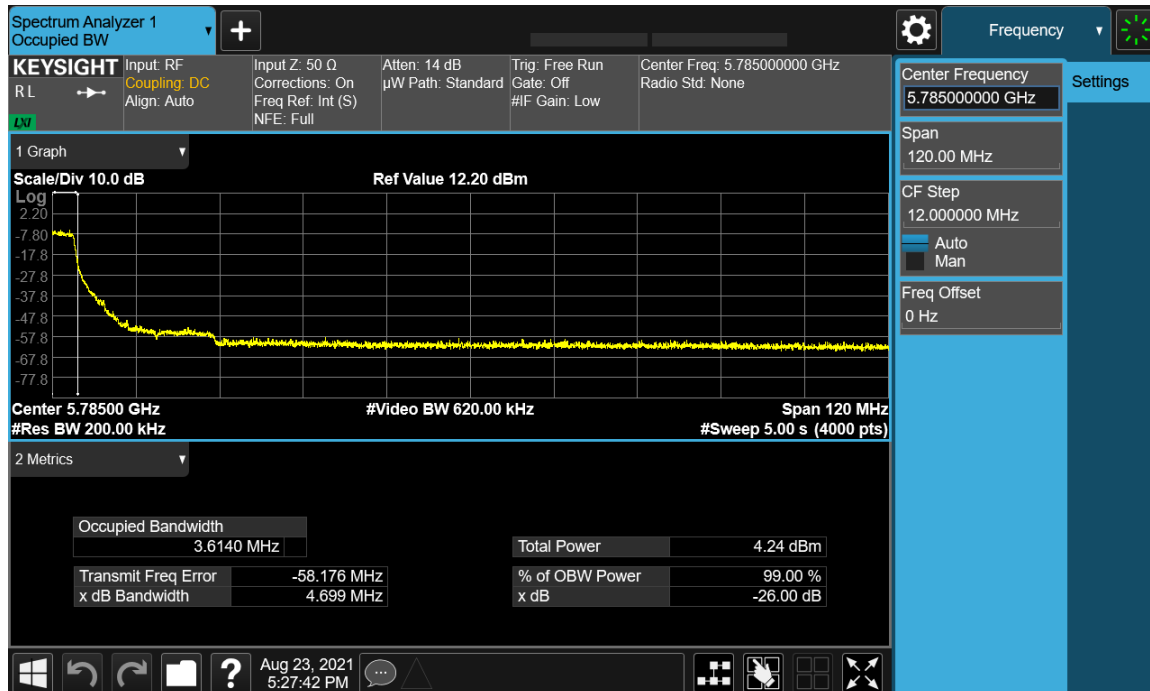 Spectrum Analyzer 1
Occupied BW
Frequency
KEYSIGHT
R L
LXI
Input: RF
Coupling: DC
Align: Auto
Input Z: 50 Ω
Corrections: On
Freq Ref: Int (S)
NFE: Full
Atten: 14 dB
µW Path: Standard
Trig: Free Run
Gate: Off
#IF Gain: Low
Center Freq: 5.785000000 GHz
Radio Std: None
Center Frequency
5.785000000 GHz
Settings
Span
120.00 MHz
CF Step
12.000000 MHz
Auto
Man
Freq Offset
0 Hz
1 Graph
Scale/Div 10.0 dB
Ref Value 12.20 dBm
Log
2.20
-7.80
-17.8
-27.8
-37.8
-47.8
-57.8
-67.8
-77.8
Center 5.78500 GHz
#Video BW 620.00 kHz
Span 120 MHz
#Res BW 200.00 kHz
#Sweep 5.00 s (4000 pts)
2 Metrics
Occupied Bandwidth
3.6140 MHz
Total Power 4.24 dBm
Transmit Freq Error -58.176 MHz
% of OBW Power 99.00 %
x dB Bandwidth 4.699 MHz
x dB -26.00 dB
?
Aug 23, 2021
5:27:42 PM